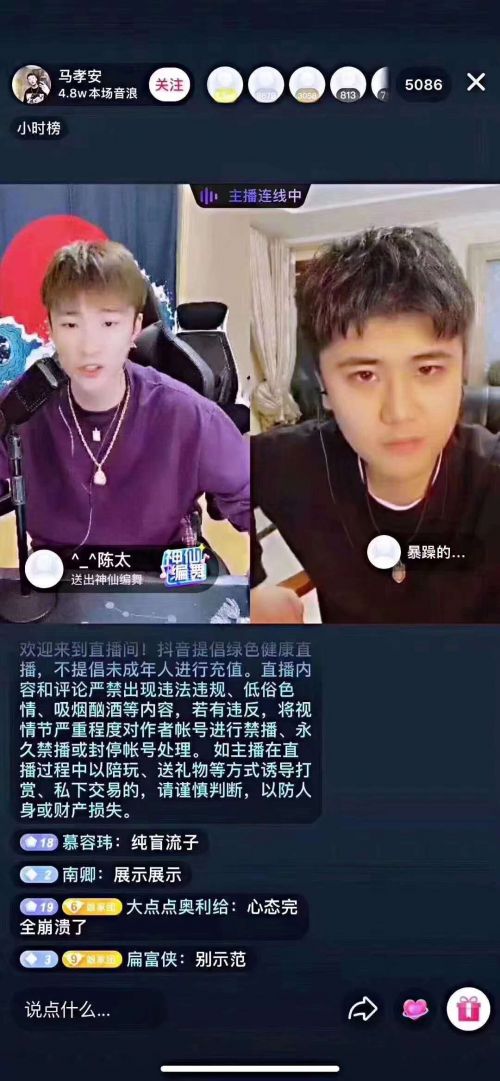 马孝安
4.8w本场音浪
关注
813
5086
小时榜
主播连线中
^_^陈太
送出神仙编舞
神仙
编舞
暴躁的...
欢迎来到直播间！抖音提倡绿色健康直
播，不提倡未成年人进行充值。直播内
容和评论严禁出现违法违规、低俗色
情、吸烟酗酒等内容，若有违反，将视
情节严重程度对作者帐号进行禁播、永
久禁播或封停帐号处理。如主播在直
播过程中以陪玩、送礼物等方式诱导打
赏、私下交易的，请谨慎判断，以防人
身或财产损失。
18 慕容玮：纯盲流子
2 南卿：展示展示
19 6 大点点奥利给：心态完
全崩溃了
3 9 扁富侠：别示范
说点什么...